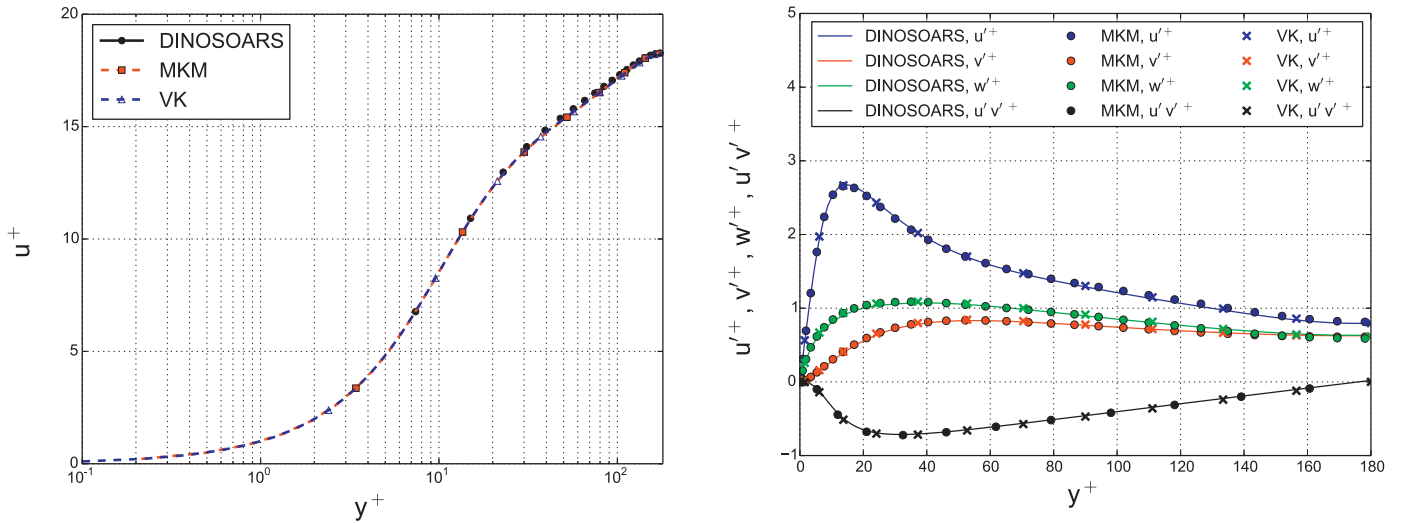 20
15
10
5
0
10⁻¹
10⁰
10¹
10²
u⁺
y⁺
DINOSOARS
MKM
VK
5
4
3
2
1
0
−1
0
20
40
60
80
100
120
140
160
180
u′⁺, v′⁺, w′⁺, u′v′⁺
y⁺
DINOSOARS, u′⁺
DINOSOARS, v′⁺
DINOSOARS, w′⁺
DINOSOARS, u′v′⁺
MKM, u′⁺
MKM, v′⁺
MKM, w′⁺
MKM, u′v′⁺
VK, u′⁺
VK, v′⁺
VK, w′⁺
VK, u′v′⁺